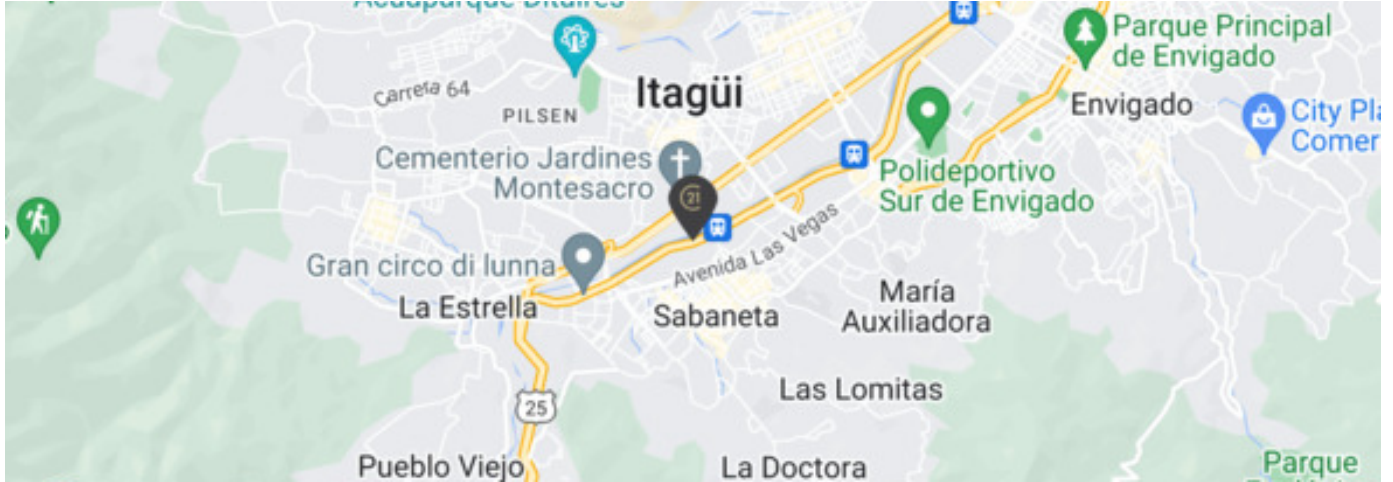 Acuaparque Ditaires
Parque Principal
de Envigado
Carrera 64
Itagüi
PILSEN
Envigado
City Pla
Comer
Cementerio Jardines
Montesacro
21
Polideportivo
Sur de Envigado
Avenida Las Vegas
Gran circo di lunna
La Estrella
Sabaneta
María
Auxiliadora
Las Lomitas
25
Pueblo Viejo
La Doctora
Parque